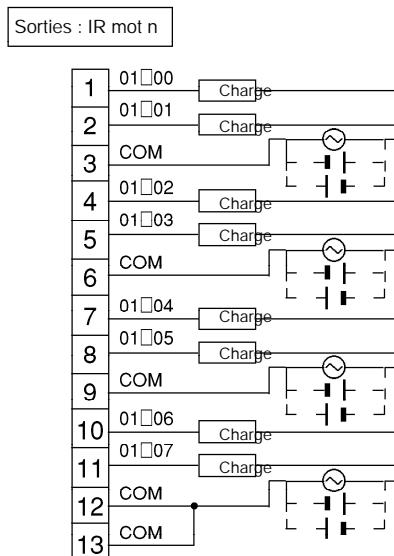 Sorties : IR mot n
1 01□00 Charge
2 01□01 Charge
3 COM
4 01□02 Charge
5 01□03 Charge
6 COM
7 01□04 Charge
8 01□05 Charge
9 COM
10 01□06 Charge
11 01□07 Charge
12 COM
13 COM